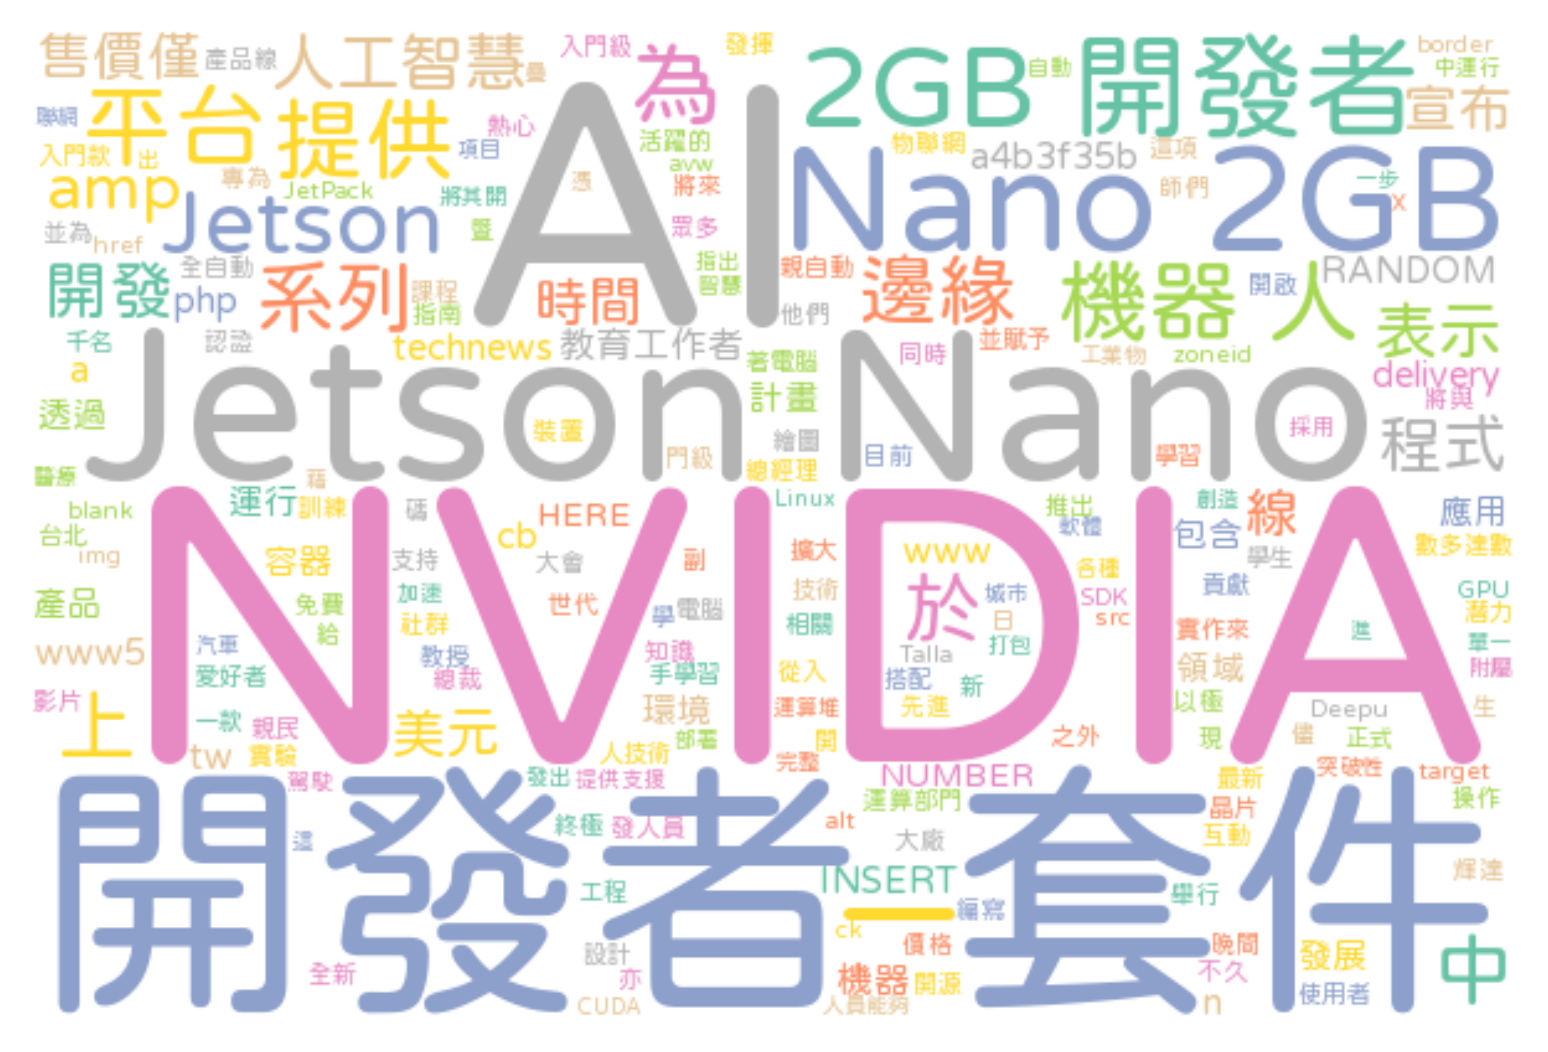 售價僅 產品線 人工智慧 疊 入門級 為 發揮 2GB 自動 開發者 border
中運行 宣布
聯網 平台 提供 熱心 項目 活躍的 avw 物聯網 a4b3f35b 這項
入門款 出 專為 JetPack 憑 將來 師們 一步
amp Jetson 將其開 AI Nano 2GB x
並為 href 暨 眾多
開發 全自動 系列 課程 時間 指出 親自動 邊緣 機器 人 開啟 RANDOM
php 指南 智慧 他們 表示
千名 認證 technews 教育工作者 著電腦 同時 並賦予 工業物 zoneid
a Jetson Nano delivery
透過 計畫 將與
裝置 繪圖 採用 程式
門級 總經理 目前 學習
醫療 藉
blank 運行 訓練 碼 HERE Linux 推出 創造 線 應用
台北 cb 軟體 包含
img 容器 支持 大會 副 擴大 www 學生 數多達數
NVIDIA
產品 免費 加速 世代 技術 於 城市 各種 SDK 貢獻 GPU
給 社群 學 電腦 相關 日 src 潛力
www5 汽車 教授 知識 Talla 打包 實作來 進 單一
愛好者 總裁 手學習 從入 搭配 新 領域 附屬
影片 上 一款 親民 美元 環境 運算堆 先進 以極 Deepu 生
tw 實驗 人技術 部署 開 之外 現 儘 正式
駕駛 發出 提供支援 完整 NUMBER 最新 突破性 target
開發者套件
終極 發人員 alt 運算部門 晶片 操作
這 大廠 互動
工程 INSERT 舉行 輝達
一 編寫
設計 ck 價格 晚間 發展 中
全新 亦 機器 開源 不久
CUDA 人員能夠 n 使用者